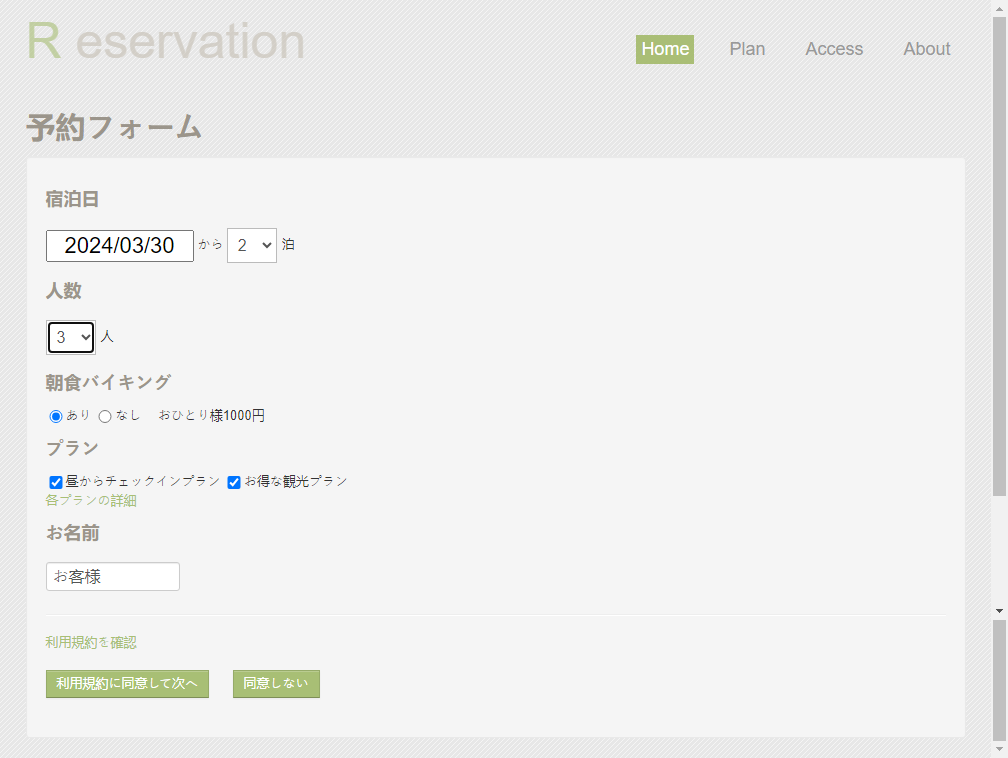 R eservation
Home Plan Access About
予約フォーム
宿泊日
2024/03/30 から 2 泊
人数
3 人
朝食バイキング
あり なし おひとり様1000円
プラン
昼からチェックインプラン お得な観光プラン
各プランの詳細
お名前
お客様
利用規約を確認
利用規約に同意して次へ 同意しない